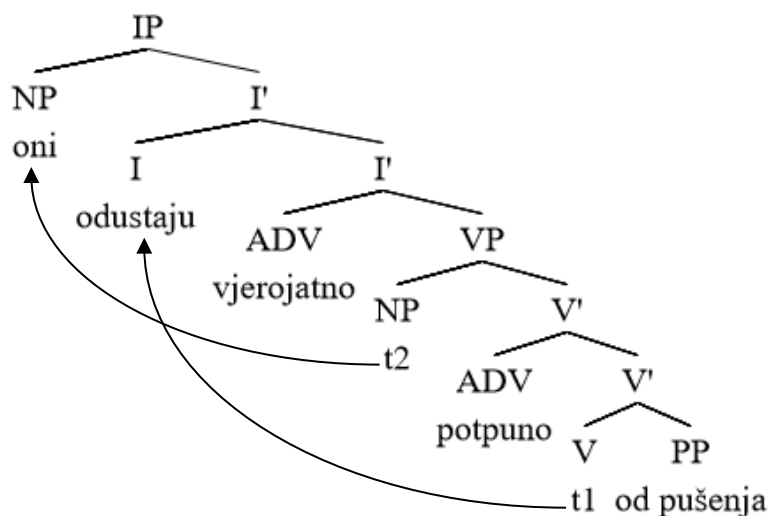 IP
NP I'
oni
I I'
odustaju
ADV VP
vjerojatno
NP V'
t2
ADV V'
potpuno
V PP
t1 od pušenja